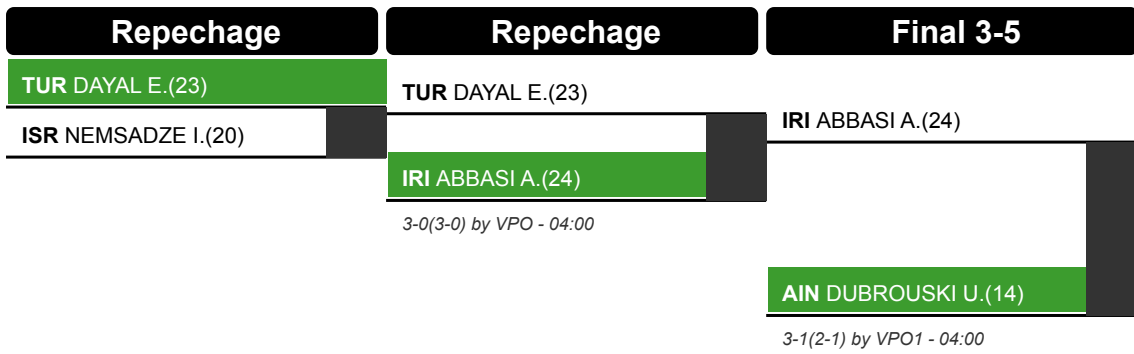 Repechage
TUR DAYAL E.(23)
ISR NEMSADZE I.(20)
Repechage
TUR DAYAL E.(23)
IRI ABBASI A.(24)
3-0(3-0) by VPO - 04:00
Final 3-5
IRI ABBASI A.(24)
AIN DUBROUSKI U.(14)
3-1(2-1) by VPO1 - 04:00